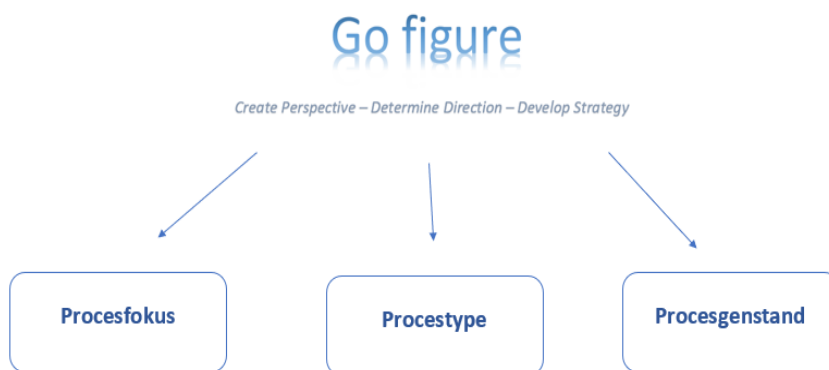 Go figure
Create Perspective – Determine Direction – Develop Strategy
Procesfokus
Procestype
Procesgenstand